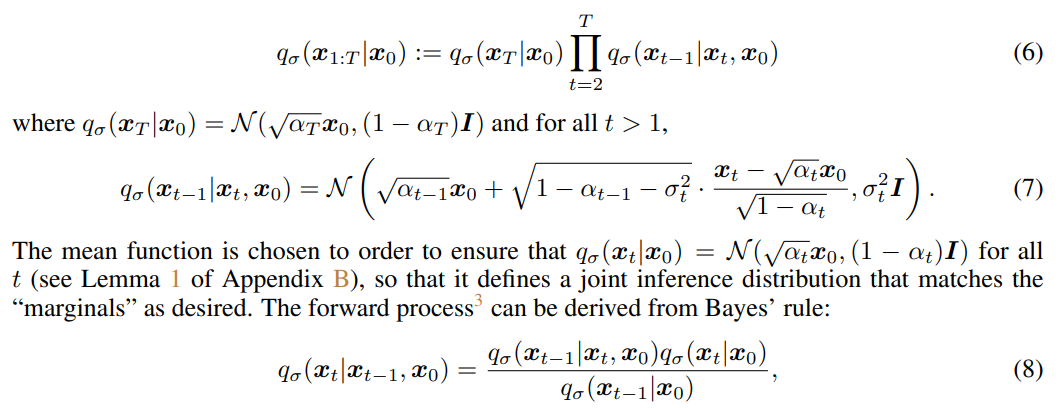 q_σ(x_{1:T}|x_0) := q_σ(x_T|x_0) ∏_{t=2}^{T} q_σ(x_{t−1}|x_t, x_0) (6)
where q_σ(x_T|x_0) = N(√α_T x_0, (1 − α_T)I) and for all t > 1,
q_σ(x_{t−1}|x_t, x_0) = N(√α_{t−1} x_0 + √(1 − α_{t−1} − σ_t^2) · (x_t − √α_t x_0)/√(1 − α_t), σ_t^2 I). (7)
The mean function is chosen to order to ensure that q_σ(x_t|x_0) = N(√α_t x_0, (1 − α_t)I) for all
t (see Lemma 1 of Appendix B), so that it defines a joint inference distribution that matches the
“marginals” as desired. The forward process³ can be derived from Bayes’ rule:
q_σ(x_t|x_{t−1}, x_0) = q_σ(x_{t−1}|x_t, x_0)q_σ(x_t|x_0) / q_σ(x_{t−1}|x_0), (8)